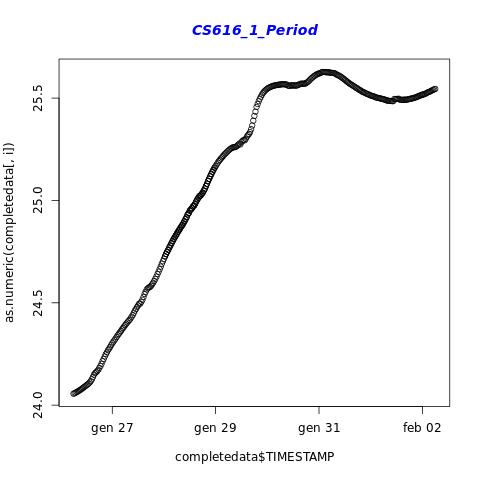 CS616_1_Period
as.numeric(completedata[, i])
25.5
25.0
24.5
24.0
gen 27 gen 29 gen 31 feb 02
completedata$TIMESTAMP